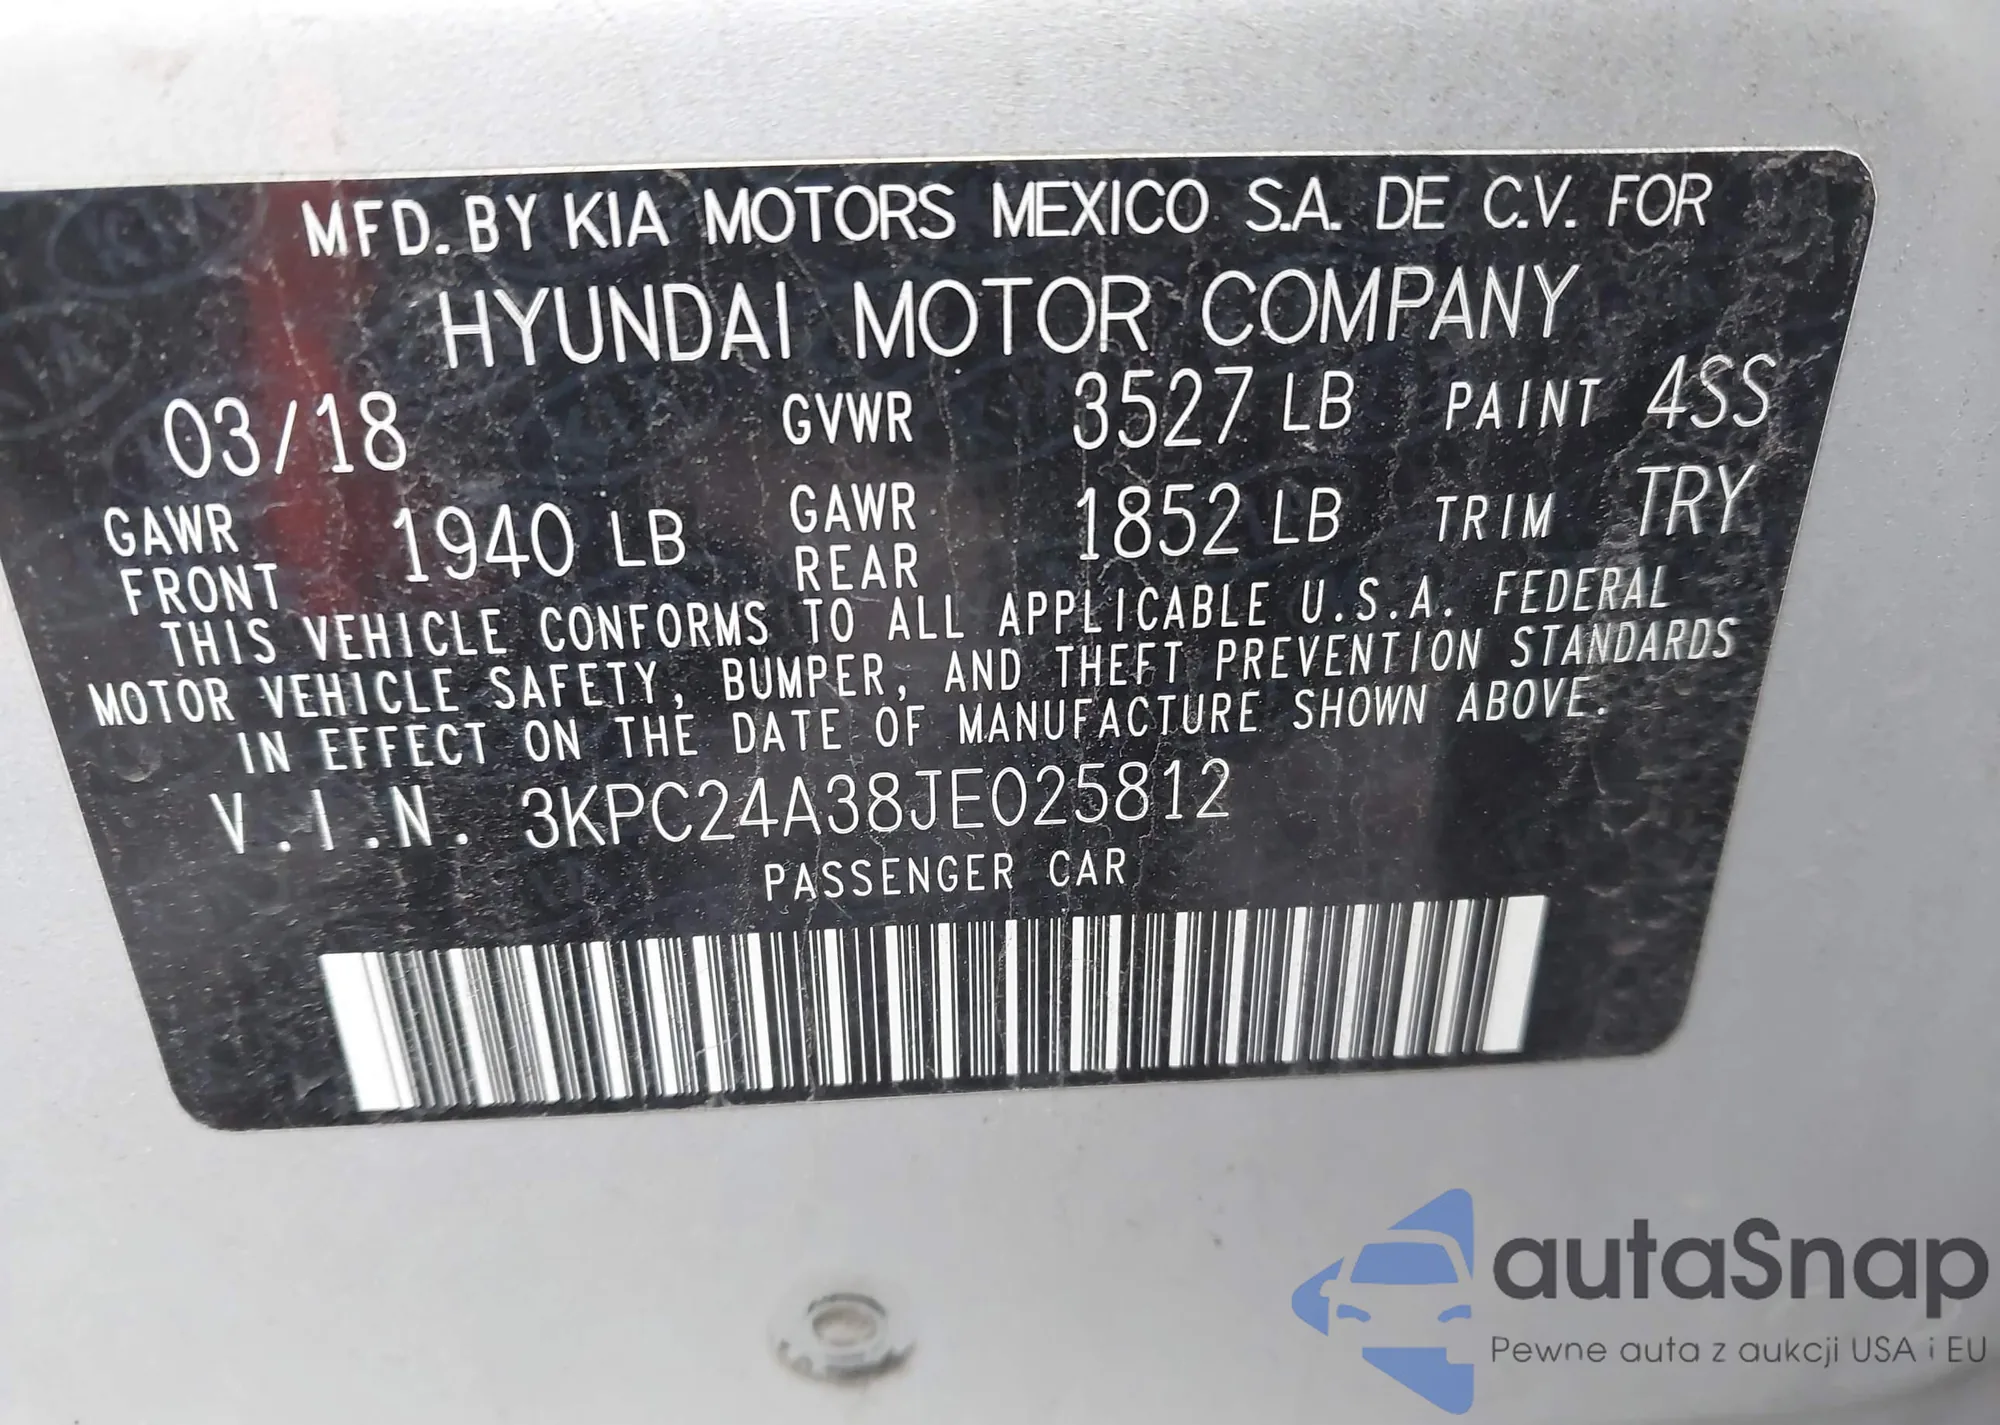 MFD. BY KIA MOTORS MEXICO S.A. DE C.V. FOR
HYUNDAI MOTOR COMPANY
03/18 GVWR 3527 LB PAINT 4SS
GAWR FRONT 1940 LB GAWR REAR 1852 LB TRIM TRY
THIS VEHICLE CONFORMS TO ALL APPLICABLE U.S.A. FEDERAL
MOTOR VEHICLE SAFETY, BUMPER, AND THEFT PREVENTION STANDARDS
IN EFFECT ON THE DATE OF MANUFACTURE SHOWN ABOVE.
V.I.N. 3KPC24A38JE025812
PASSENGER CAR
autaSnap
Pewne auta z aukcji USA i EU